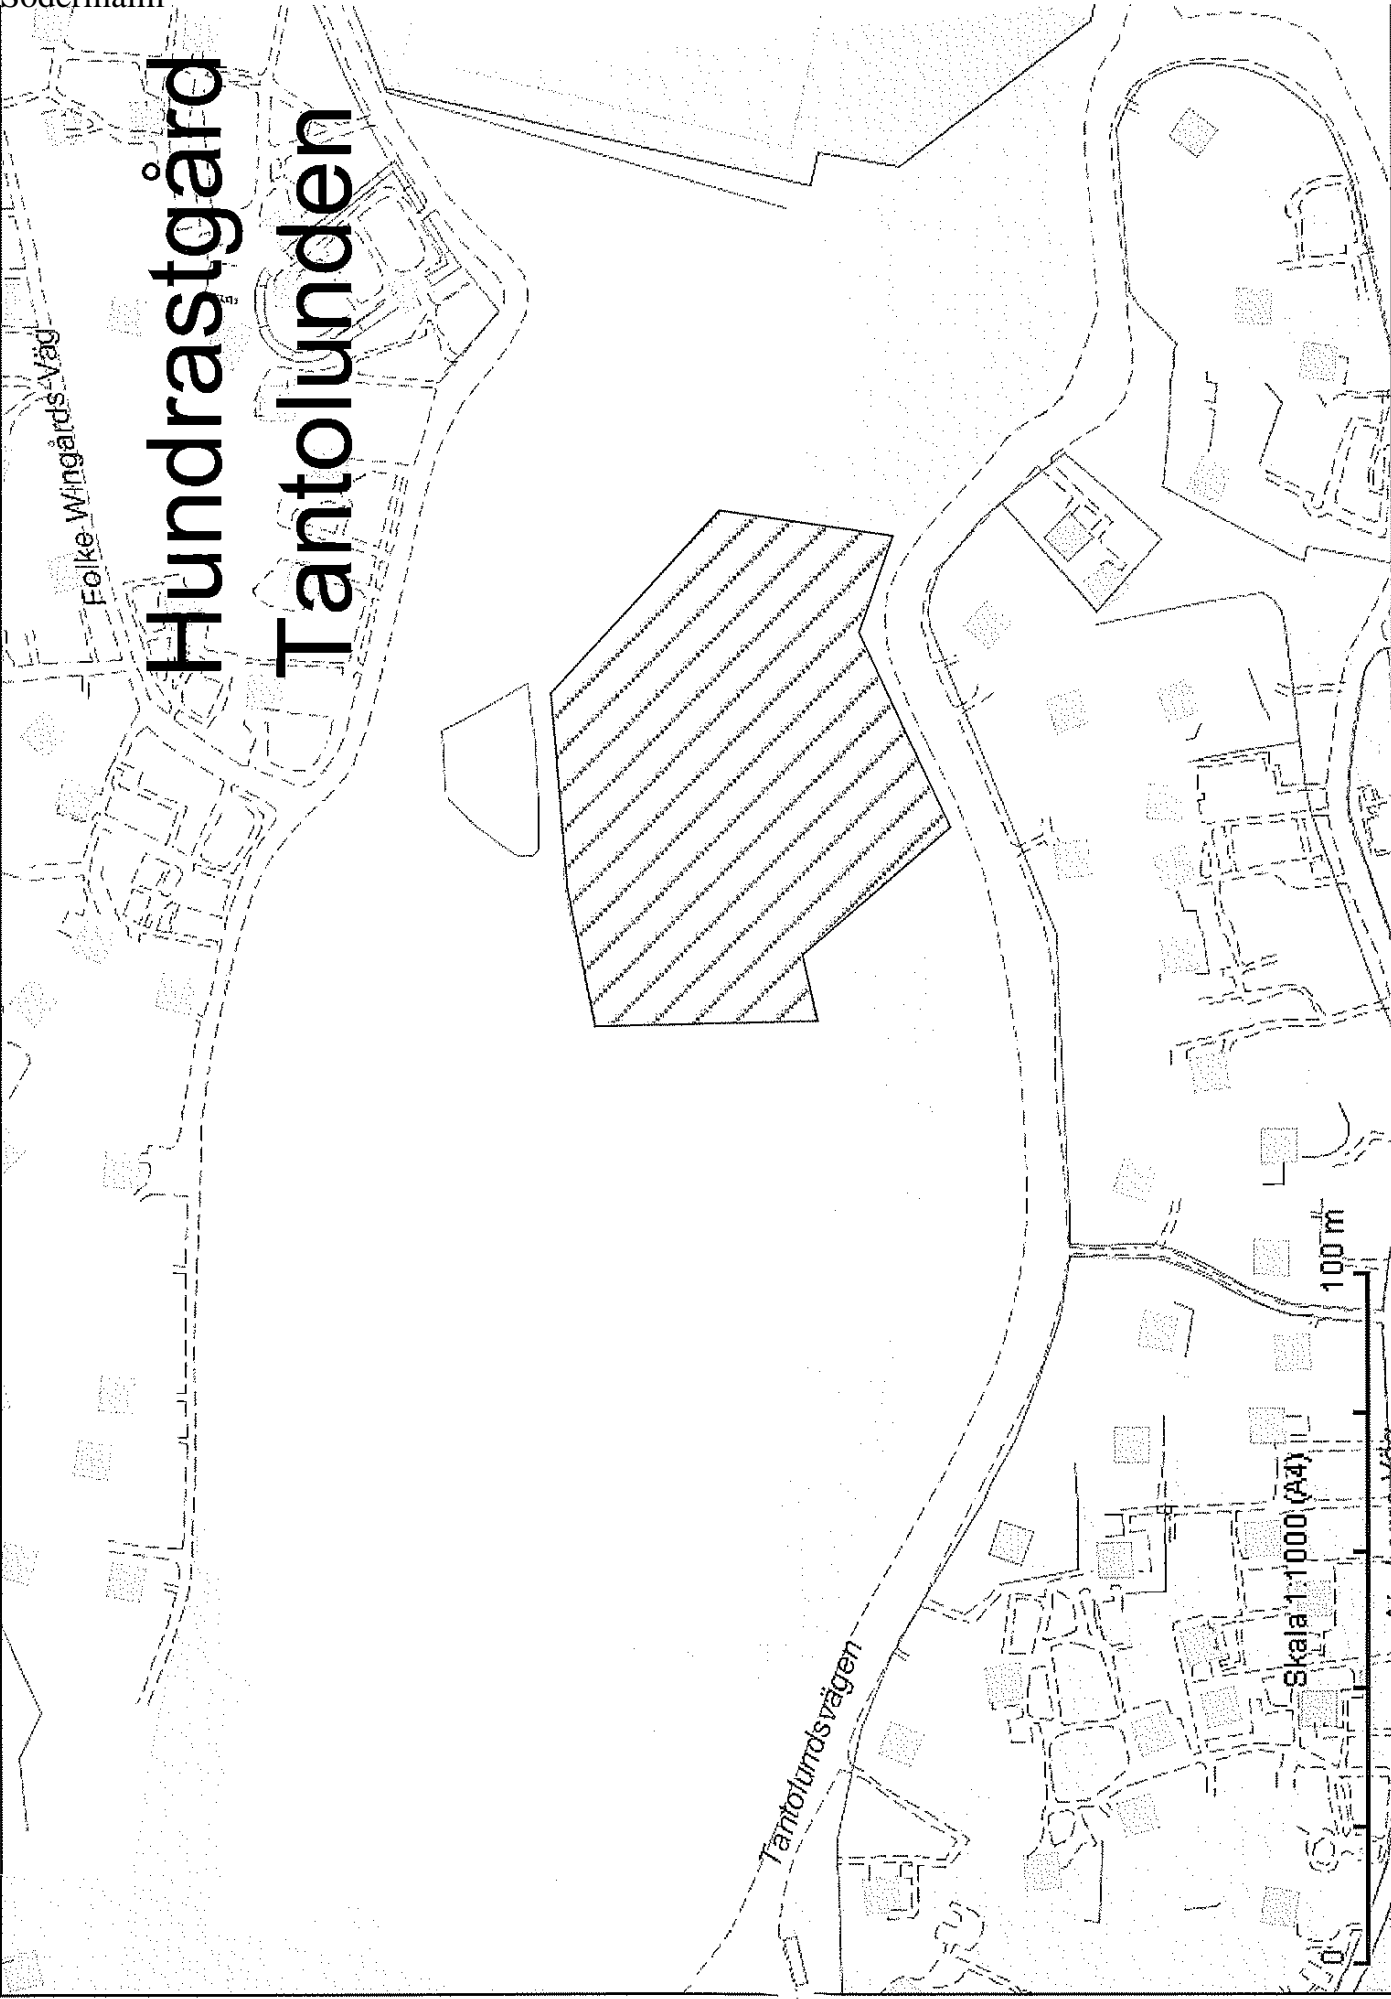 Södermalm
Hundrastgård
Tantolunden
Folke Wingårds Väg
Tantolundsvägen
Skala 1:1000 (A4)
0
100 m